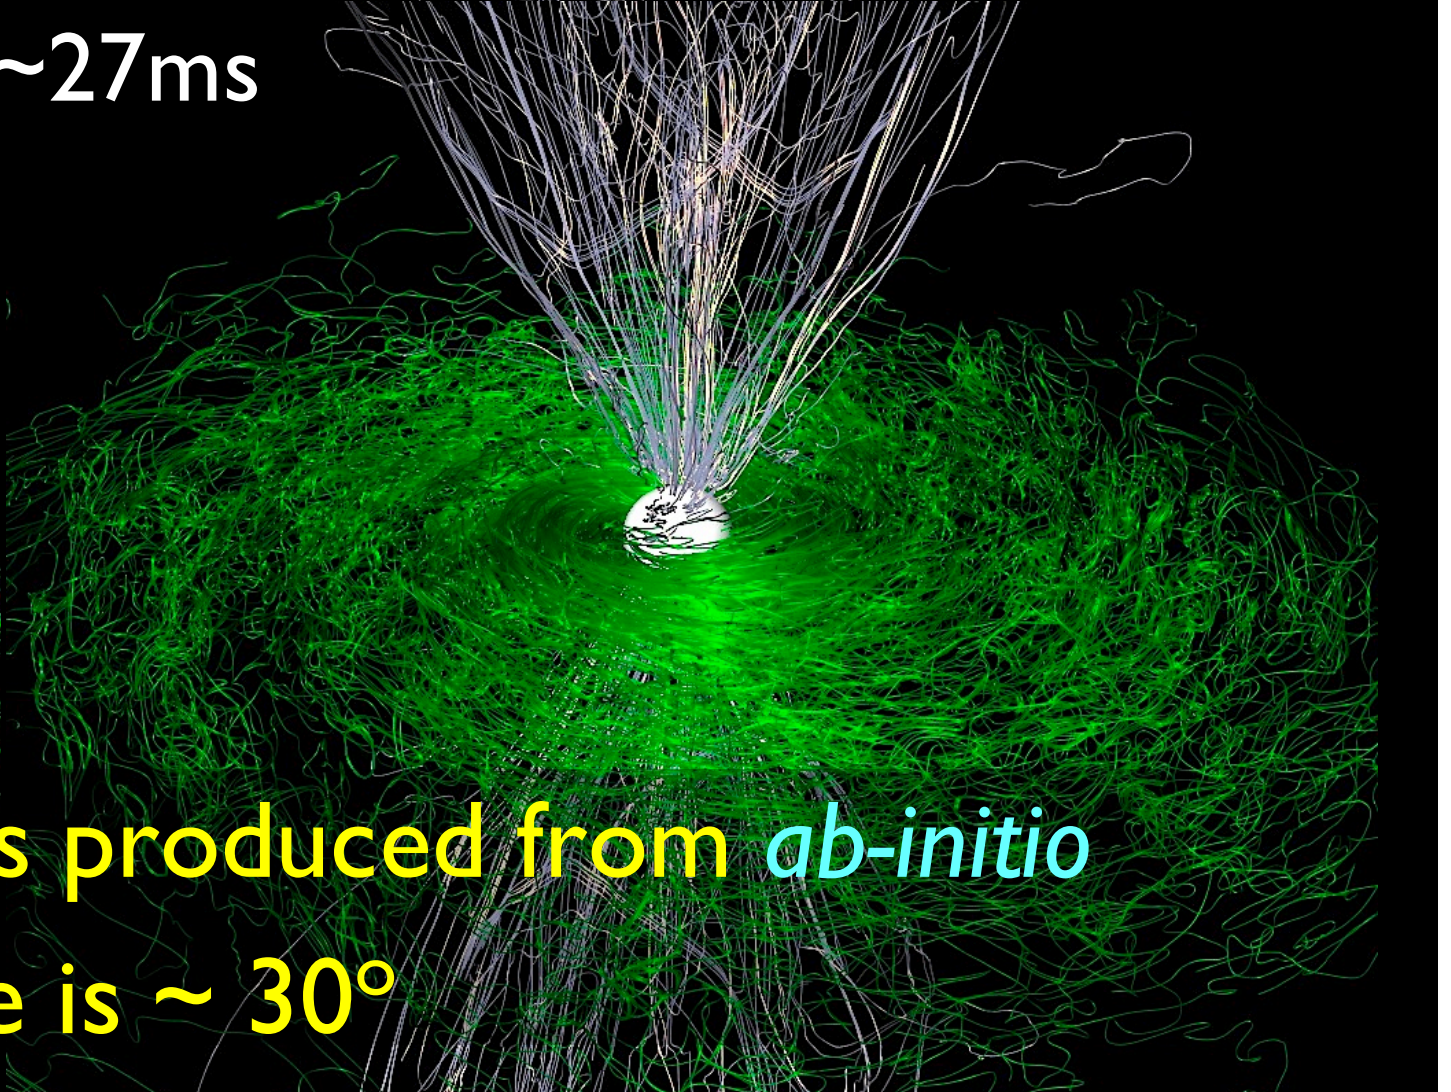 ~27ms
s produced from ab-initio
e is ~ 30°